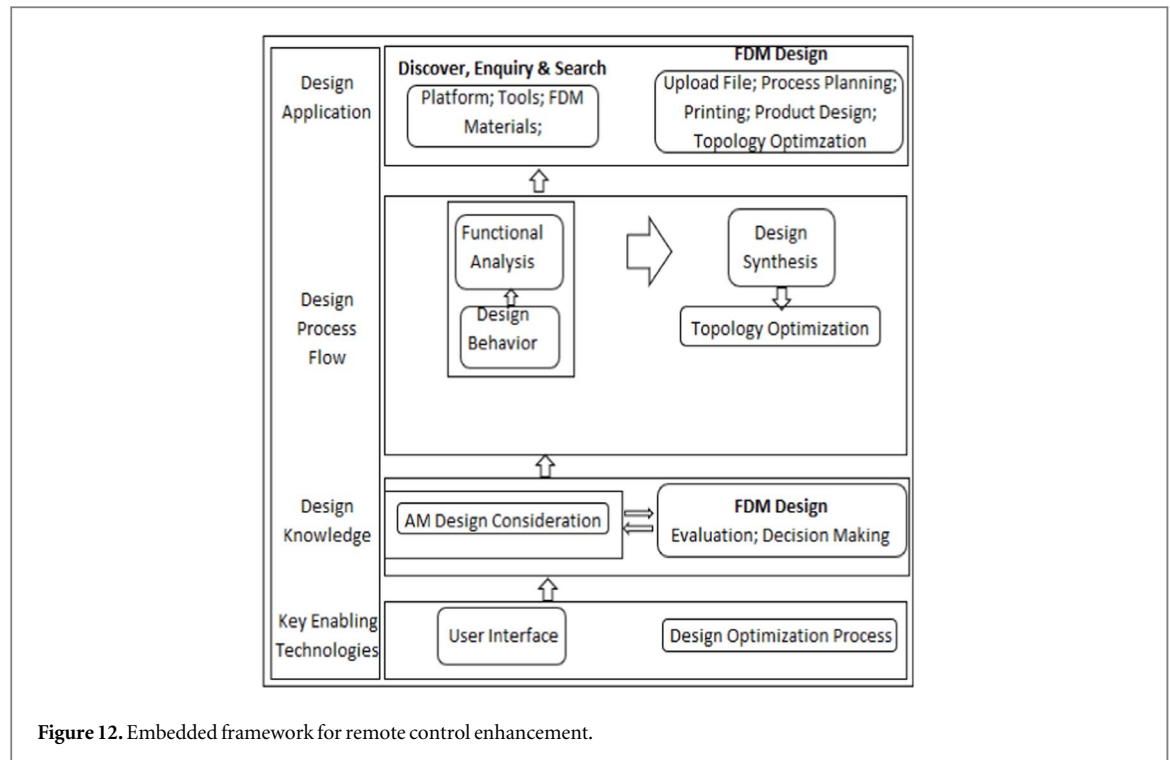 Design
Application
Discover, Enquiry & Search
Platform; Tools; FDM
Materials;
FDM Design
Upload File; Process Planning;
Printing; Product Design;
Topology Optimzation
Design
Process
Flow
Functional
Analysis
Design
Behavior
Design
Synthesis
Topology Optimization
Design
Knowledge
AM Design Consideration
FDM Design
Evaluation; Decision Making
Key Enabling
Technologies
User Interface
Design Optimization Process
Figure 12. Embedded framework for remote control enhancement.